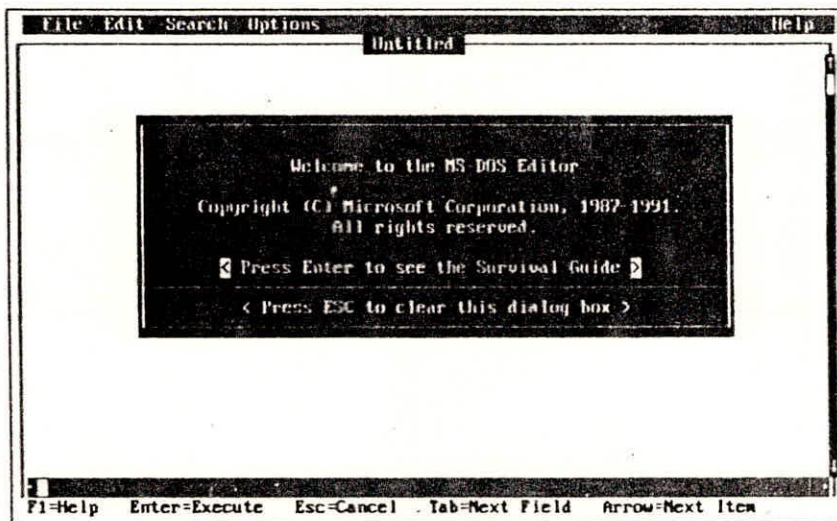 File Edit Search Options Help
Untitled
Welcome to the MS-DOS Editor
Copyright (C) Microsoft Corporation, 1987-1991.
All rights reserved.
< Press Enter to see the Survival Guide >
< Press ESC to clear this dialog box >
F1=Help Enter=Execute Esc=Cancel Tab=Next Field Arrow=Next Item